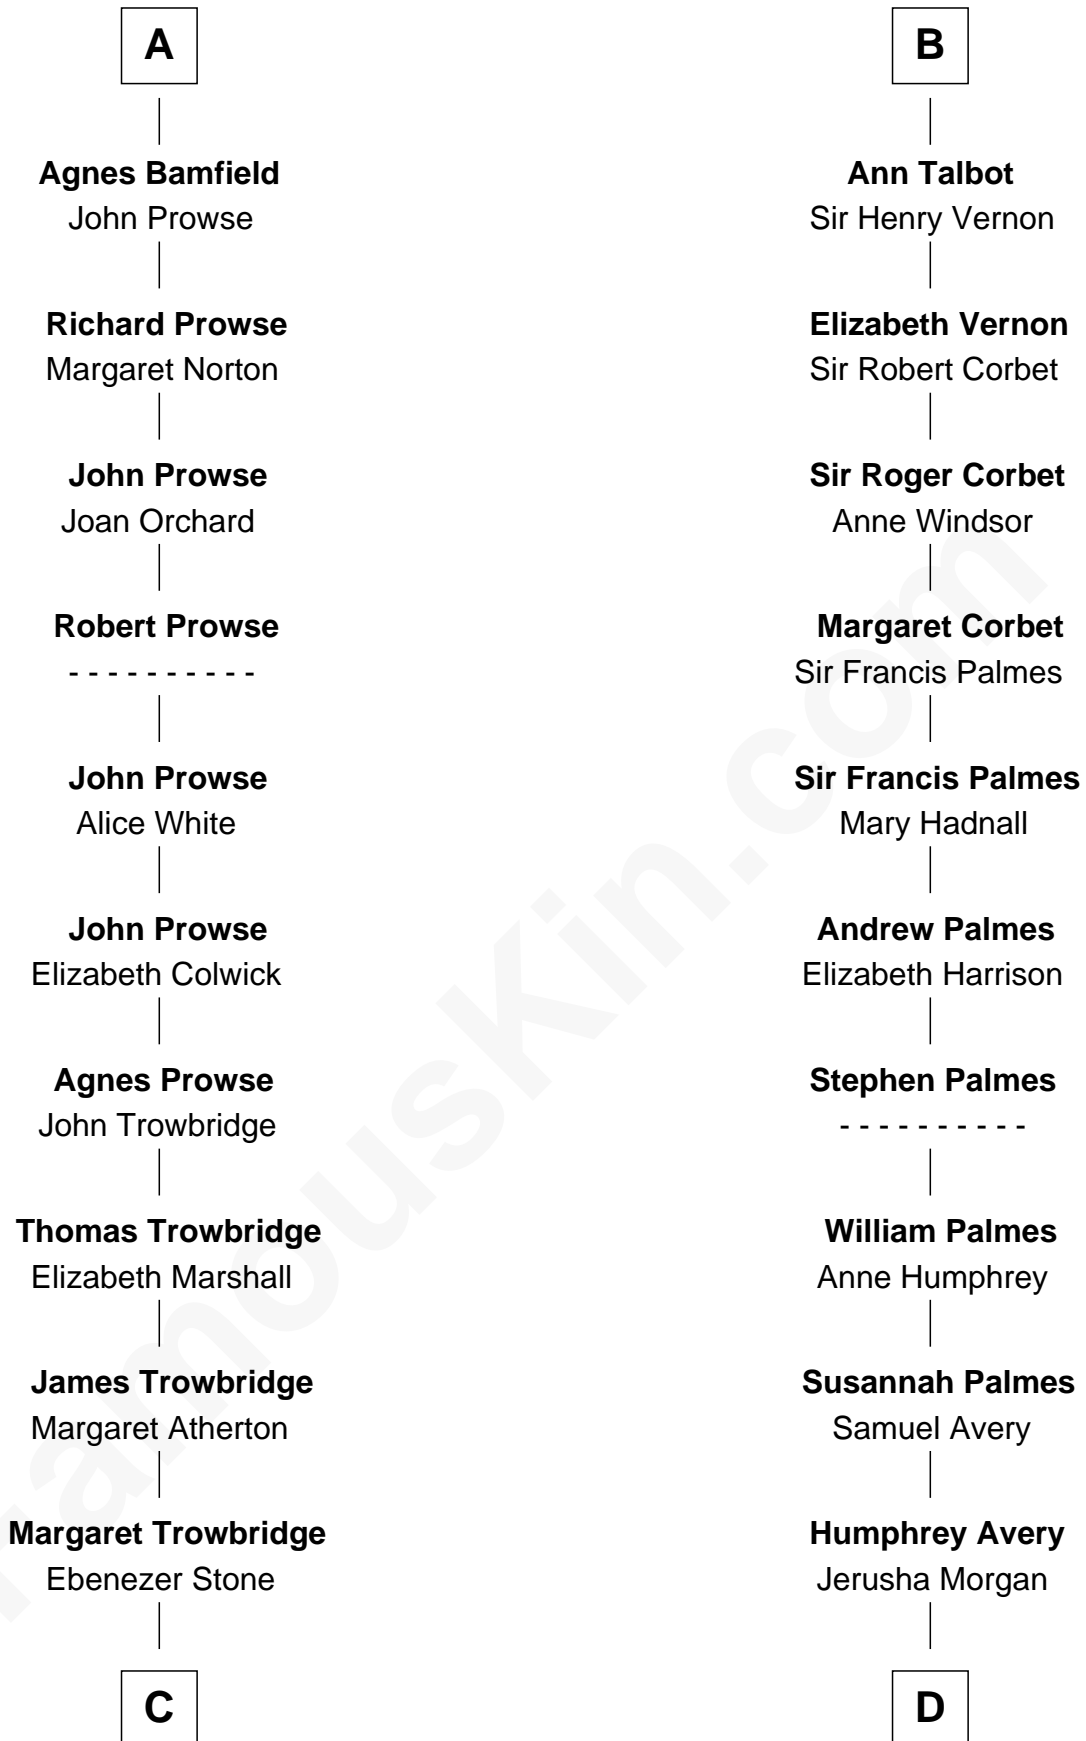 A
Agnes Bamfield
John Prowse
Richard Prowse
Margaret Norton
John Prowse
Joan Orchard
Robert Prowse
- - - - - - - - - -
John Prowse
Alice White
John Prowse
Elizabeth Colwick
Agnes Prowse
John Trowbridge
Thomas Trowbridge
Elizabeth Marshall
James Trowbridge
Margaret Atherton
Margaret Trowbridge
Ebenezer Stone
C
B
Ann Talbot
Sir Henry Vernon
Elizabeth Vernon
Sir Robert Corbet
Sir Roger Corbet
Anne Windsor
Margaret Corbet
Sir Francis Palmes
Sir Francis Palmes
Mary Hadnall
Andrew Palmes
Elizabeth Harrison
Stephen Palmes
- - - - - - - - - -
William Palmes
Anne Humphrey
Susannah Palmes
Samuel Avery
Humphrey Avery
Jerusha Morgan
D
FamousKin.com